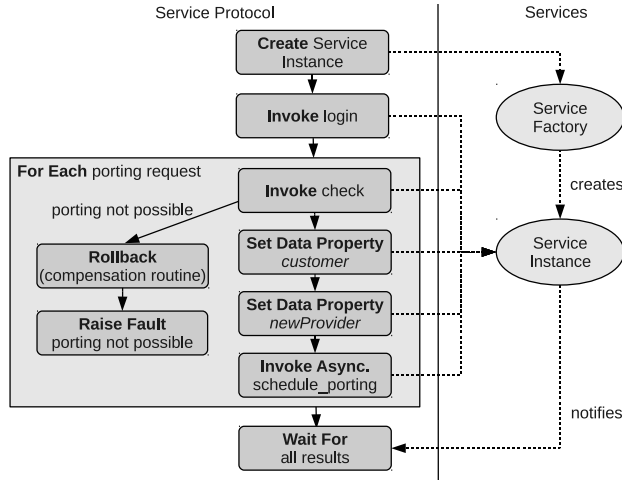 Service Protocol
Services
Create Service
Instance
Service
Factory
Invoke login
For Each porting request
Invoke check
creates
porting not possible
Rollback
(compensation routine)
Set Data Property
customer
Service
Instance
Raise Fault
porting not possible
Set Data Property
newProvider
Invoke Async.
schedule_porting
notifies
Wait For
all results